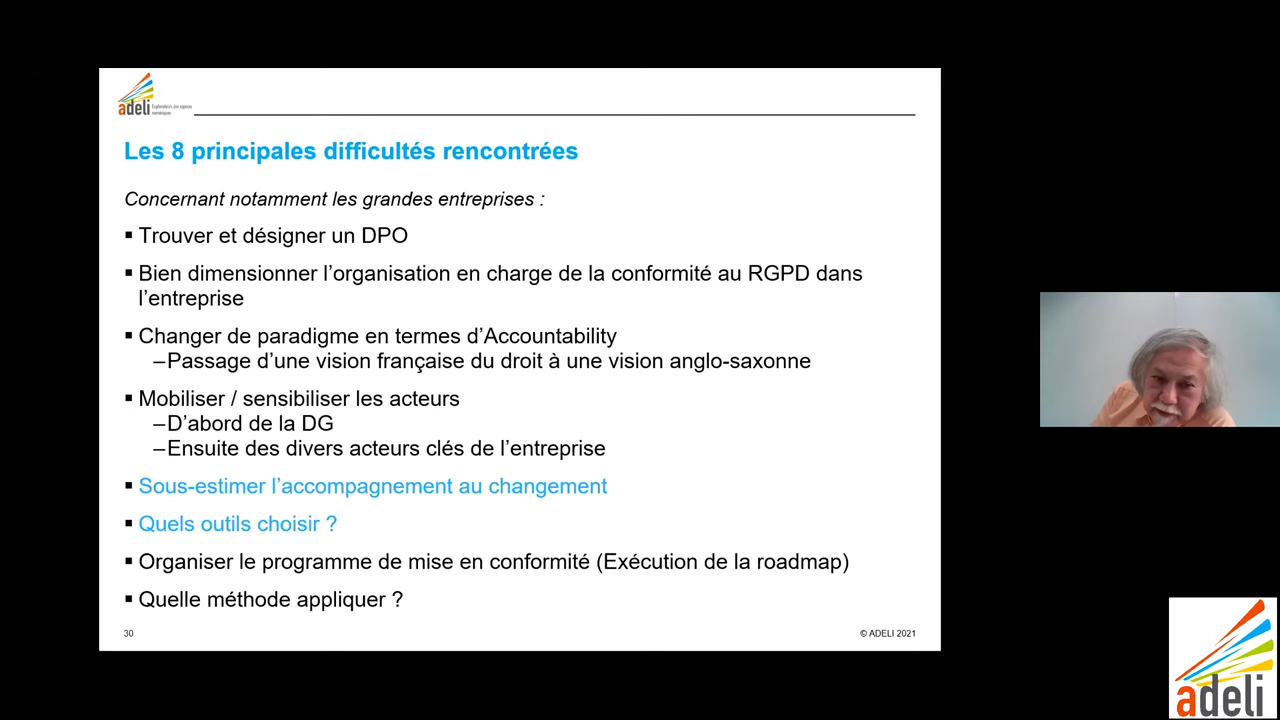 adeli
Explorateurs des espaces
numériques
Les 8 principales difficultés rencontrées
Concernant notamment les grandes entreprises :
▪ Trouver et désigner un DPO
▪ Bien dimensionner l’organisation en charge de la conformité au RGPD dans
l’entreprise
▪ Changer de paradigme en termes d’Accountability
–Passage d’une vision française du droit à une vision anglo-saxonne
▪ Mobiliser / sensibiliser les acteurs
–D’abord de la DG
–Ensuite des divers acteurs clés de l’entreprise
▪ Sous-estimer l’accompagnement au changement
▪ Quels outils choisir ?
▪ Organiser le programme de mise en conformité (Exécution de la roadmap)
▪ Quelle méthode appliquer ?
30
© ADELI 2021
adeli